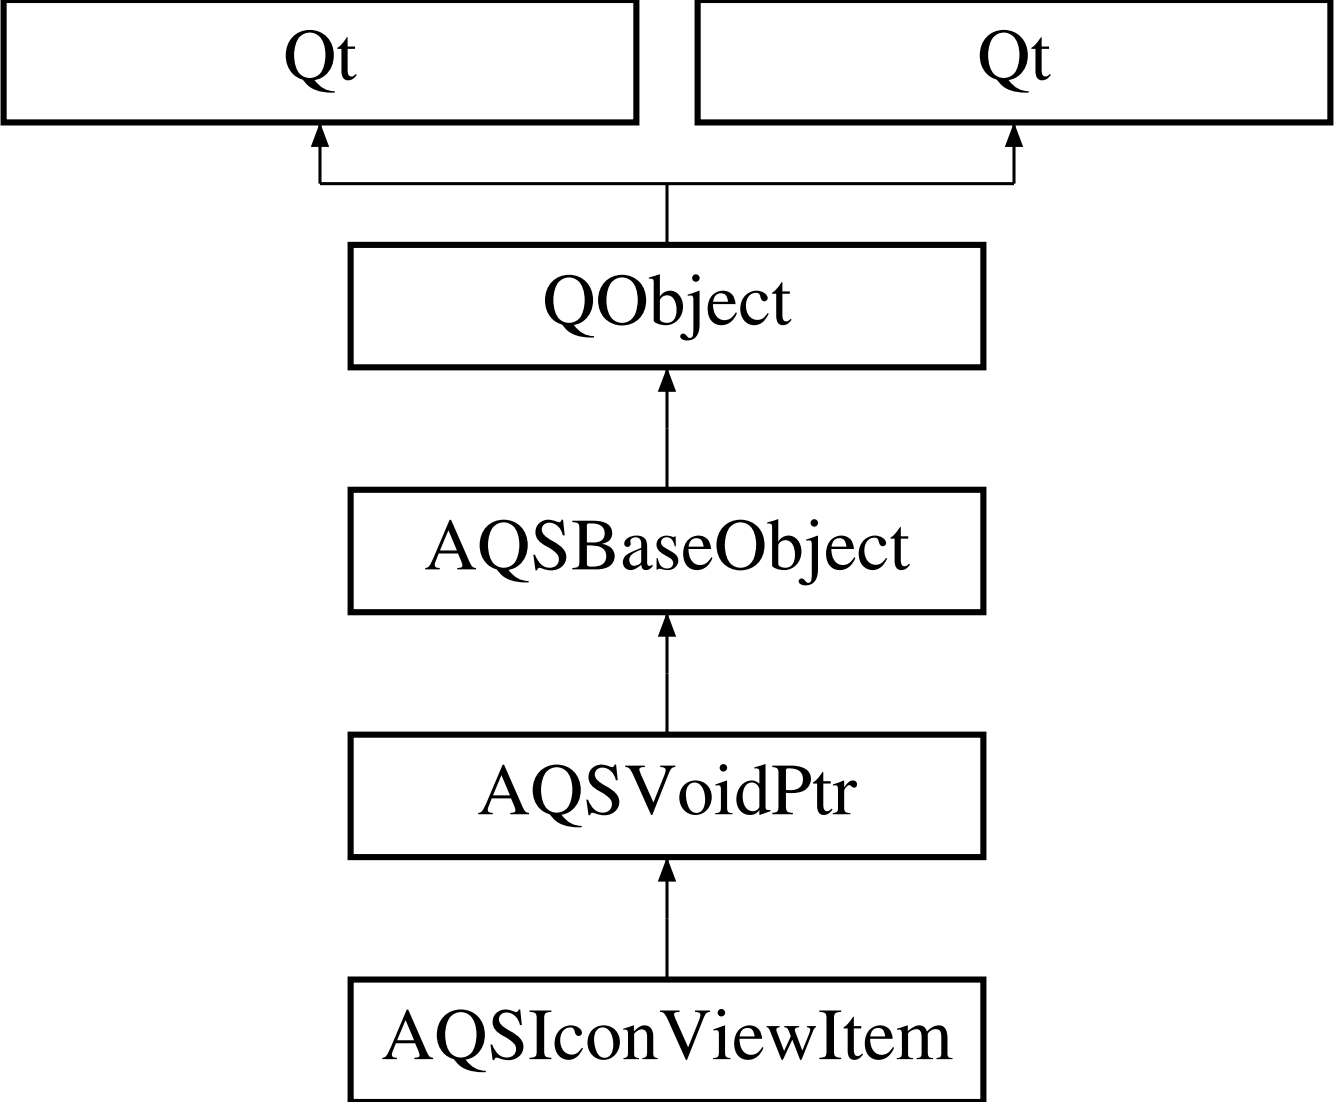 Qt
Qt
QObject
AQSBaseObject
AQSVoidPtr
AQSIconViewItem